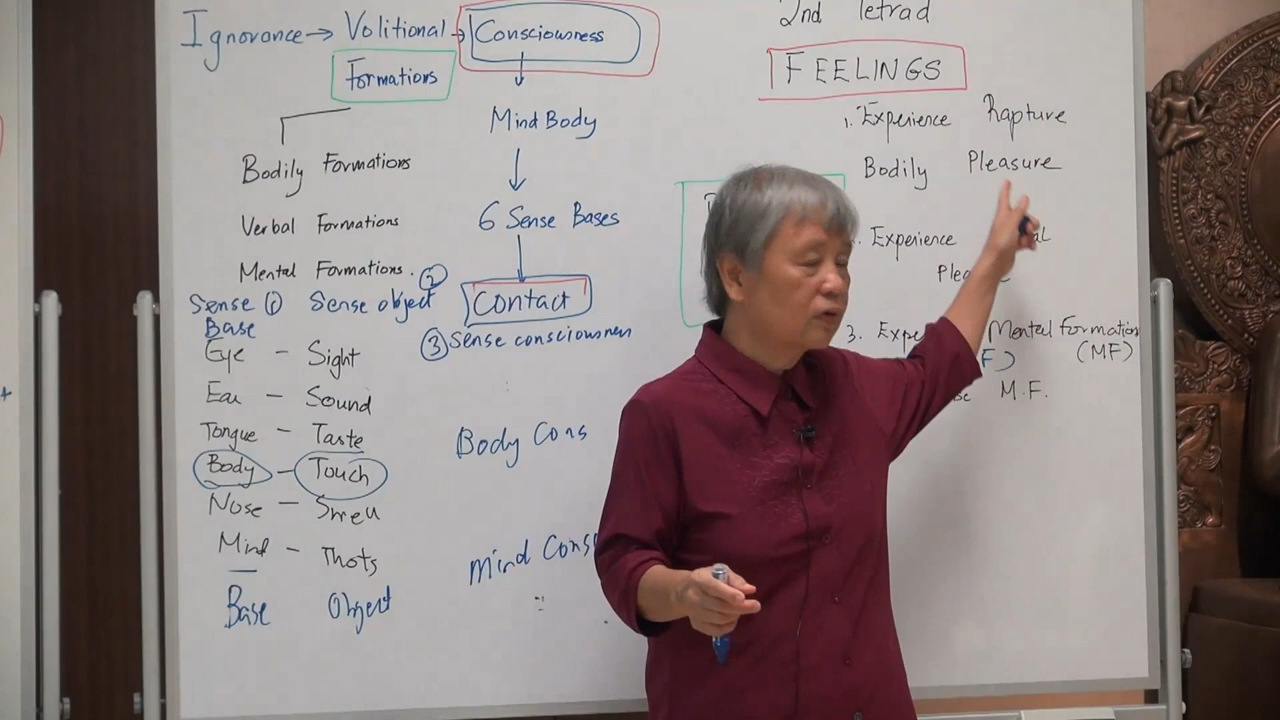 Ignorance → Volitional → Consciousness
Formations
Mind Body
Bodily Formations
Verbal Formations
Mental Formations.
6 Sense Bases
Contact
Sense ① Sense object ②
Base
③ Sense consciousness
Eye - Sight
Ear - Sound
Tongue - Taste
Body - Touch
Nose - Smell
Mind - Thots
Base Object
Body Cons
Mind Cons
2nd Tetrad
FEELINGS
1. Experience Rapture
Bodily Pleasure
Experience
3. Mental Formation
(MF)
M.F.